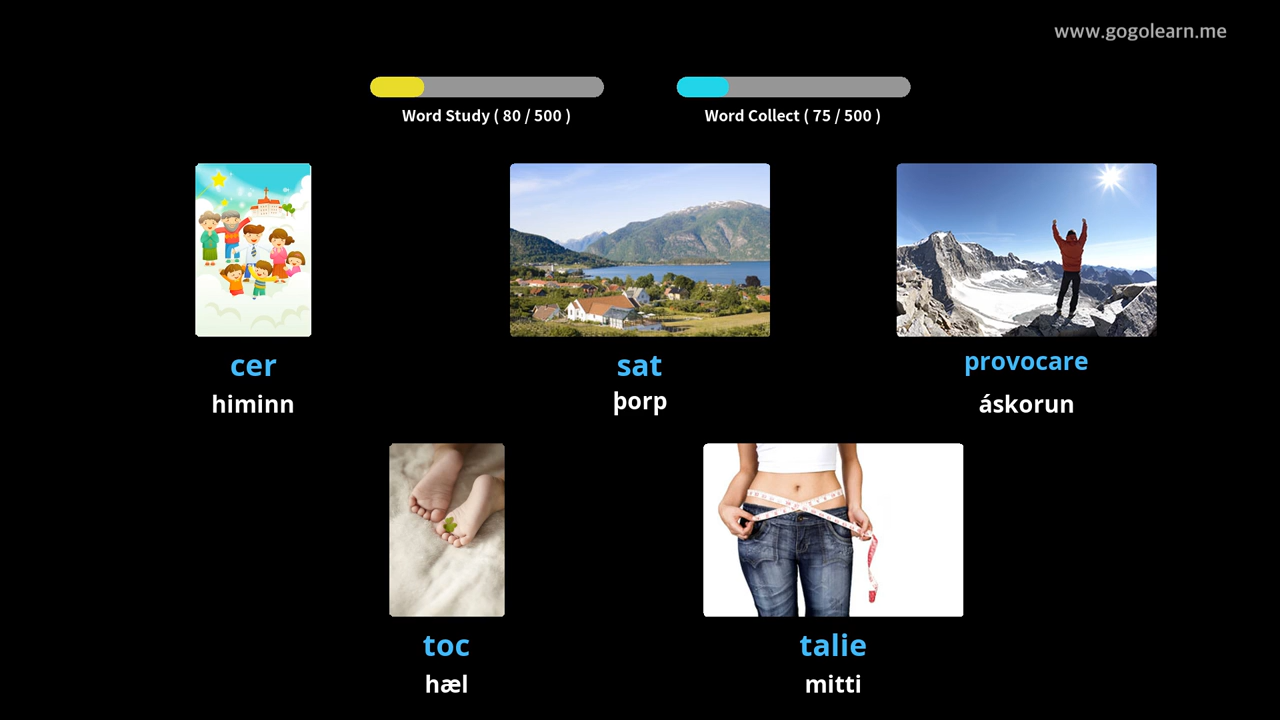 www.gogolearn.me
Word Study ( 80 / 500 )
Word Collect ( 75 / 500 )
cer
himinn
sat
þorp
provocare
áskorun
toc
hæl
talie
mitti